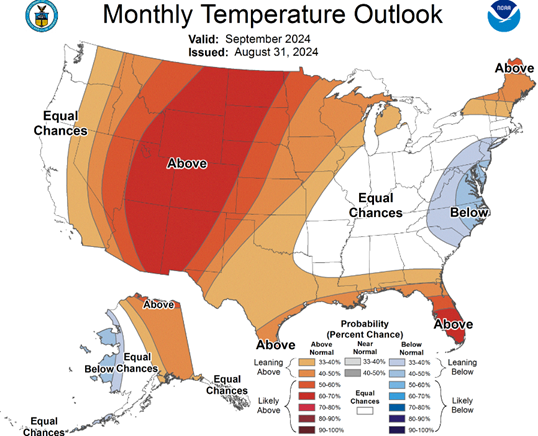 Monthly Temperature Outlook
NOAA
Valid: September 2024
Issued: August 31, 2024
Above
Equal
Chances
Above
Equal
Chances
Below
Above
Above
Above
Equal
Chances
Below
Equal
Chances
Equal
Chances
Probability
(Percent Chance)
Above
Normal
Near
Normal
Below
Normal
Leaning
Above
33-40%
40-50%
33-40%
40-50%
33-40%
40-50%
Leaning
Below
Likely
Above
50-60%
60-70%
70-80%
80-90%
90-100%
Equal
Chances
50-60%
60-70%
70-80%
80-90%
90-100%
Likely
Below